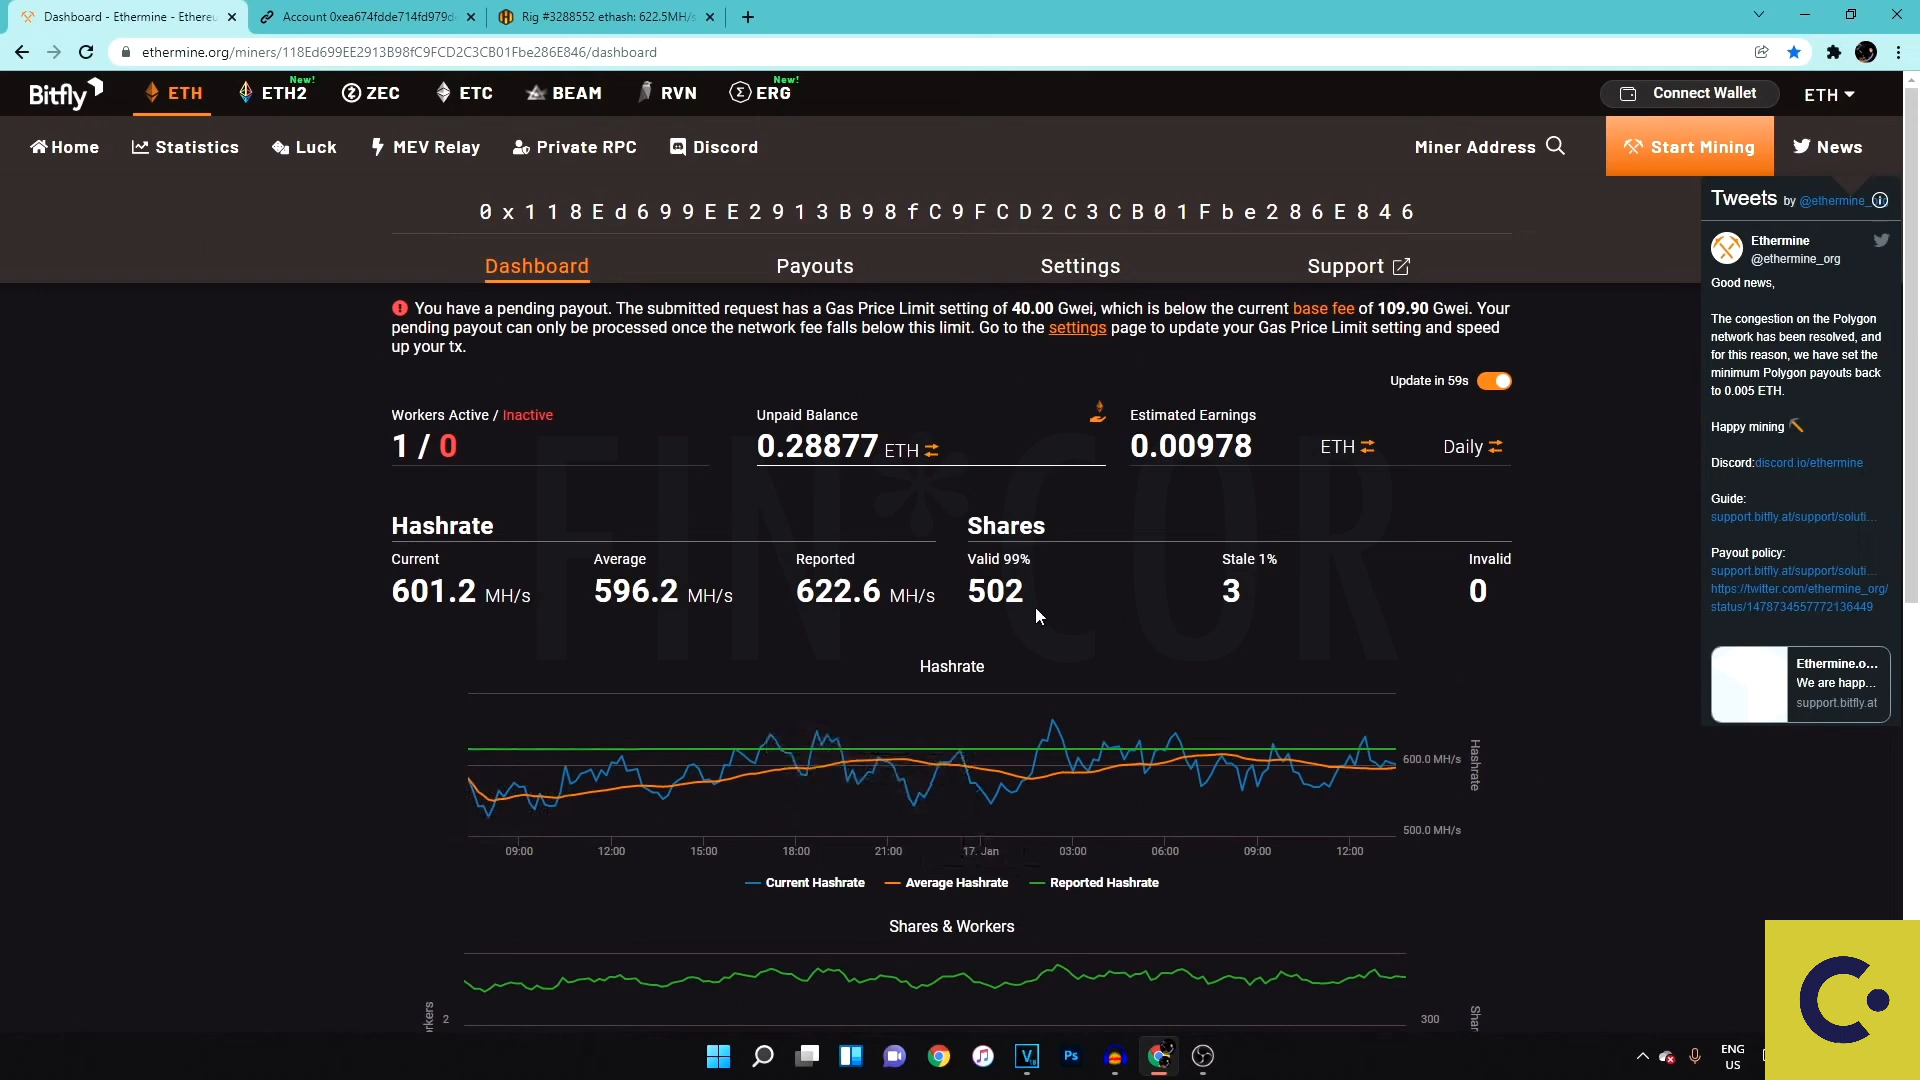 Dashboard - Ethermine - Ethere
Account 0xea674fdde714fd979d
Rig #3288552 ethash: 622.5MH/s
ethermine.org/miners/118Ed699EE2913B98fC9FCD2C3CB01Fbe286E846/dashboard
Bitfly
ETH
ETH2 New!
ZEC
ETC
BEAM
RVN
ERG New!
Connect Wallet
ETH
Home
Statistics
Luck
MEV Relay
Private RPC
Discord
Miner Address
Start Mining
News
0x118Ed699EE2913B98fC9FCD2C3CB01Fbe286E846
Dashboard
Payouts
Settings
Support
You have a pending payout. The submitted request has a Gas Price Limit setting of 40.00 Gwei, which is below the current base fee of 109.90 Gwei. Your
pending payout can only be processed once the network fee falls below this limit. Go to the settings page to update your Gas Price Limit setting and speed
up your tx.
Update in 59s
Workers Active / Inactive
1 / 0
Unpaid Balance
0.28877 ETH
Estimated Earnings
0.00978 ETH Daily
Hashrate
Current
601.2 MH/s
Average
596.2 MH/s
Reported
622.6 MH/s
Shares
Valid 99%
502
Stale 1%
3
Invalid
0
FIN*COR
Hashrate
600.0 MH/s
500.0 MH/s
Hashrate
09:00 12:00 15:00 18:00 21:00 17. Jan 03:00 06:00 09:00 12:00
Current Hashrate Average Hashrate Reported Hashrate
Shares & Workers
2
300
Tweets by @ethermine_
Ethermine
@ethermine_org
Good news,
The congestion on the Polygon
network has been resolved, and
for this reason, we have set the
minimum Polygon payouts back
to 0.005 ETH.
Happy mining
Discord:discord.io/ethermine
Guide:
support.bitfly.at/support/soluti...
Payout policy:
support.bitfly.at/support/soluti...
https://twitter.com/ethermine_org/
status/1478734557772136449
Ethermine.o...
We are happ...
support.bitfly.at
Ps
ENG
US